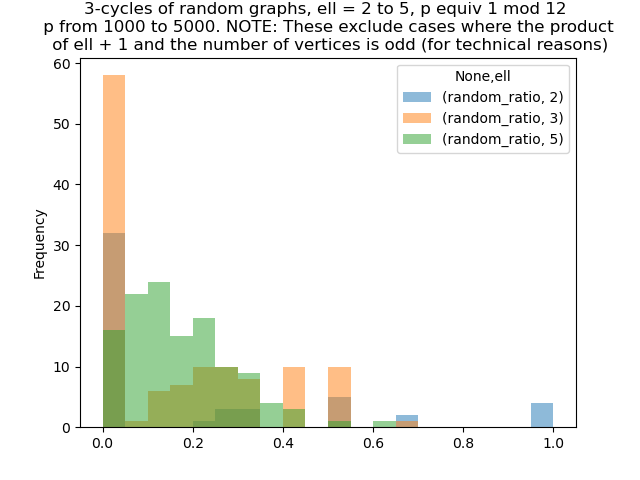 3-cycles of random graphs, ell = 2 to 5, p equiv 1 mod 12
p from 1000 to 5000. NOTE: These exclude cases where the product
of ell + 1 and the number of vertices is odd (for technical reasons)
None,ell
(random_ratio, 2)
(random_ratio, 3)
(random_ratio, 5)
Frequency
60
50
40
30
20
10
0
0.0 0.2 0.4 0.6 0.8 1.0